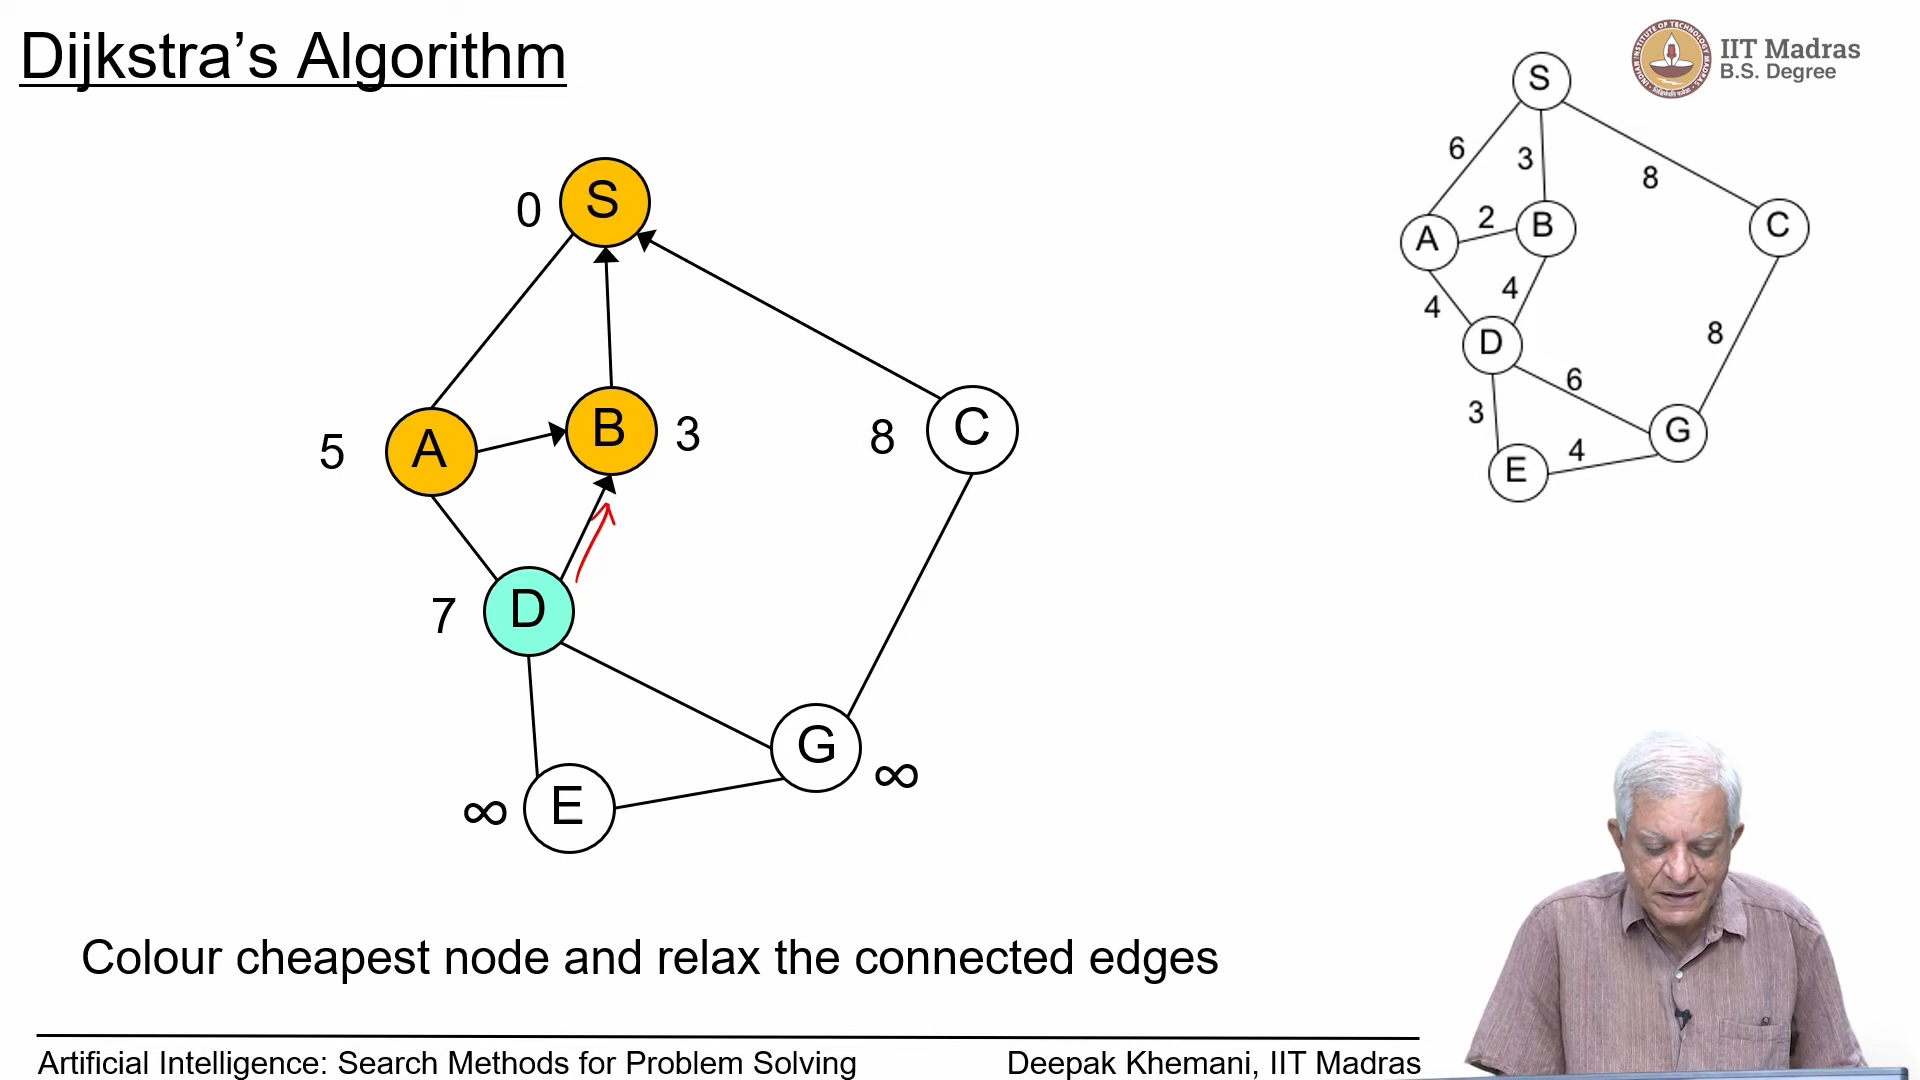 Dijkstra’s Algorithm
IIT Madras
B.S. Degree
0
S
5
A
B
3
8
C
7
D
∞
E
G
∞
S
6
3
8
A
2
B
C
4
4
D
8
6
3
G
E
4
Colour cheapest node and relax the connected edges
Artificial Intelligence: Search Methods for Problem Solving
Deepak Khemani, IIT Madras